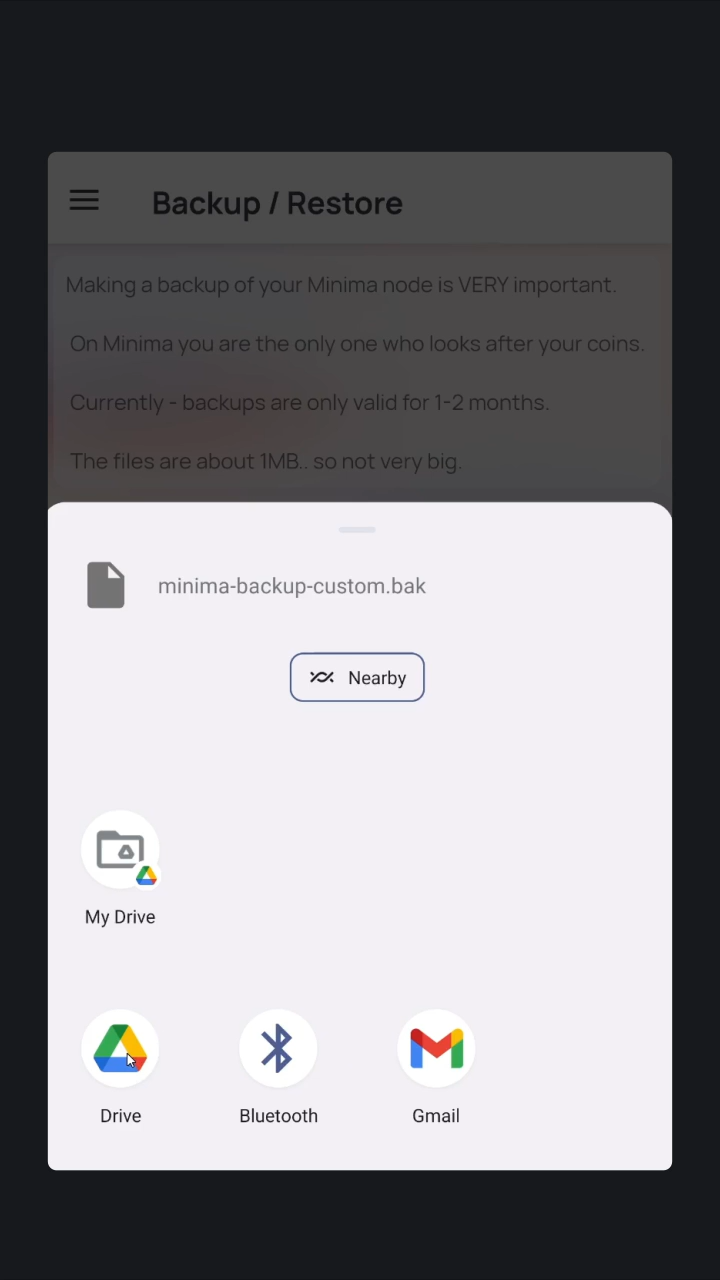 Backup / Restore
Making a backup of your Minima node is VERY important.
On Minima you are the only one who looks after your coins.
Currently - backups are only valid for 1-2 months.
The files are about 1MB.. so not very big.
minima-backup-custom.bak
Nearby
My Drive
Drive
Bluetooth
Gmail